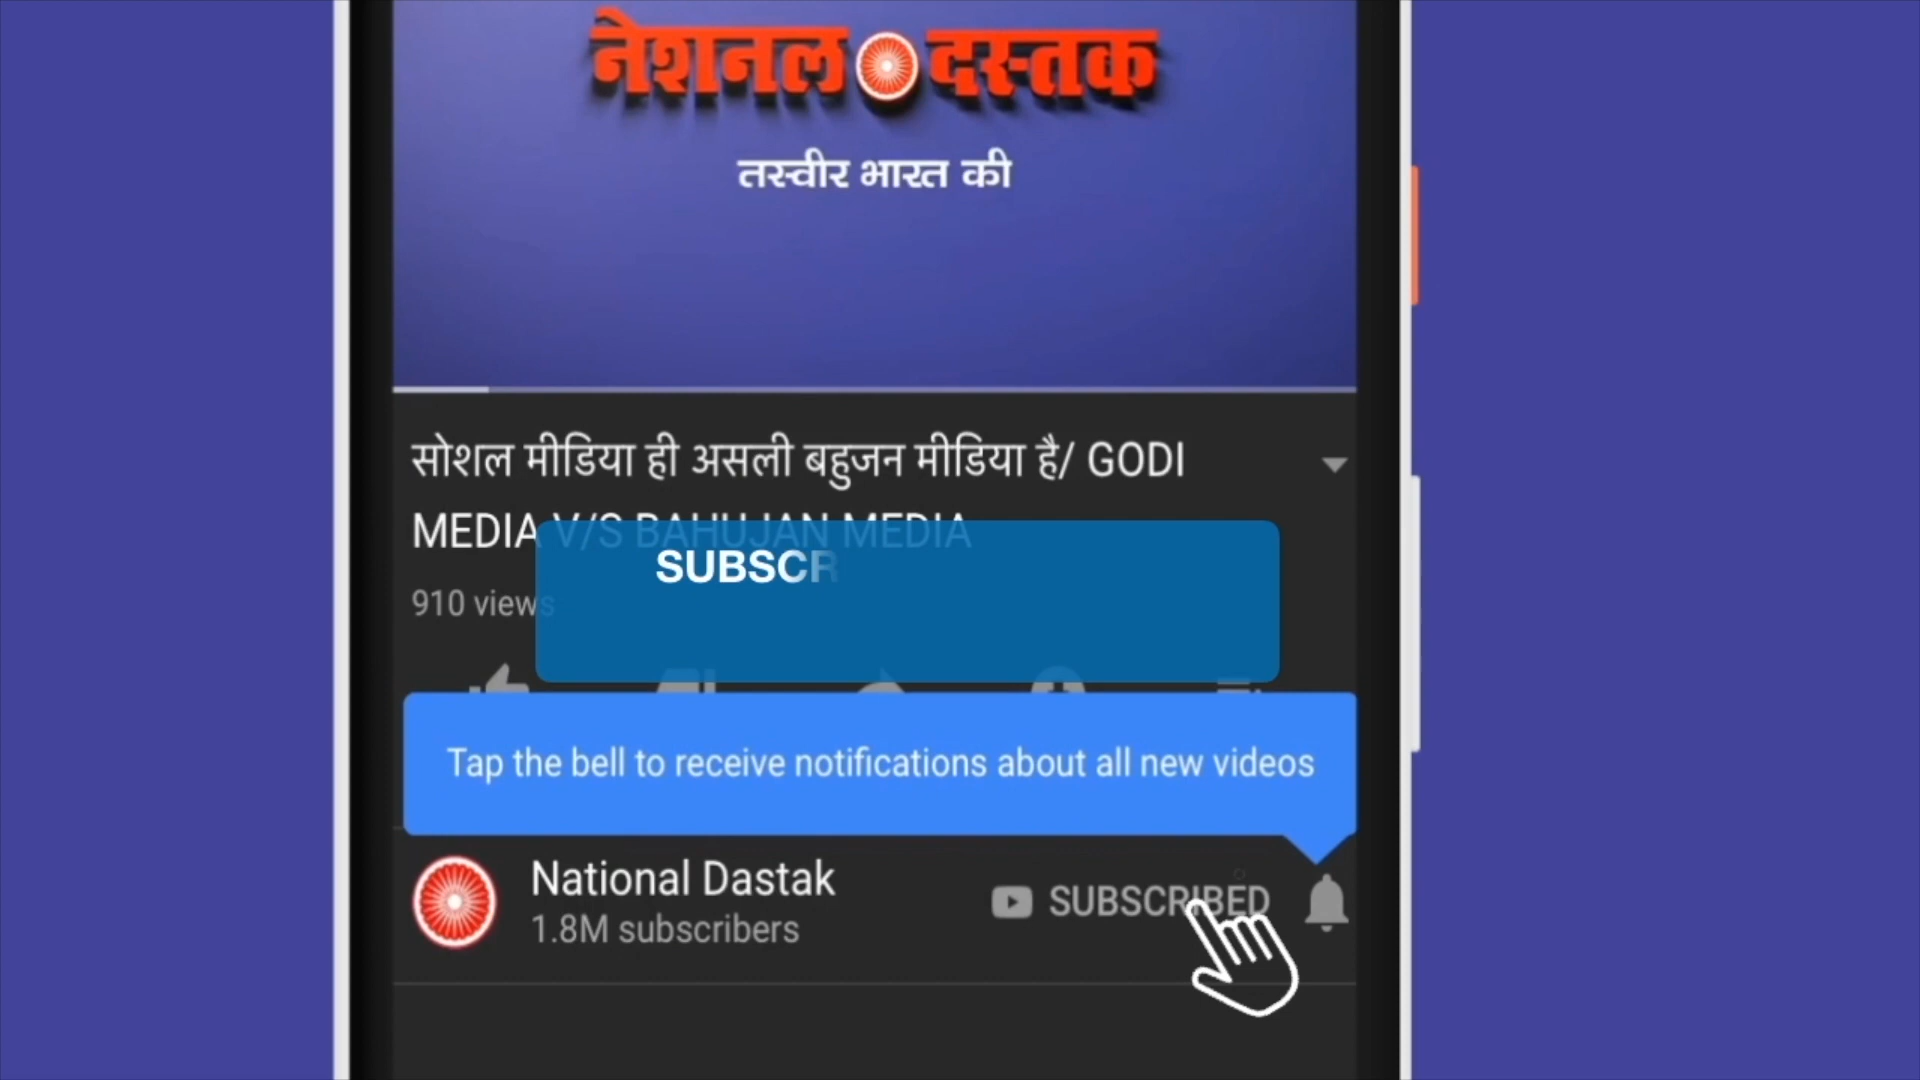 नेशनल दस्तक
तस्वीर भारत की
सोशल मीडिया ही असली बहुजन मीडिया है/ GODI
MEDIA V/S BAHUJAN MEDIA
SUBSCR
910 views
Tap the bell to receive notifications about all new videos
National Dastak
SUBSCRIBED
1.8M subscribers